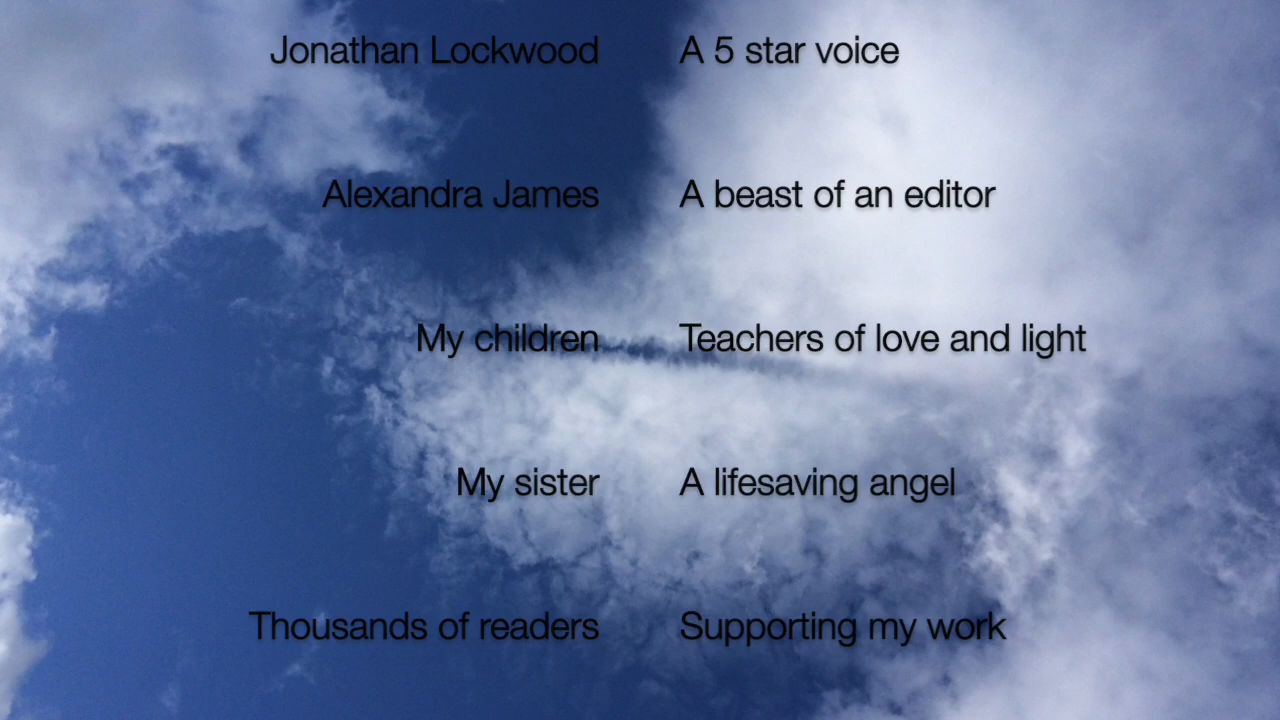 Jonathan Lockwood A 5 star voice
Alexandra James A beast of an editor
My children Teachers of love and light
My sister A lifesaving angel
Thousands of readers Supporting my work